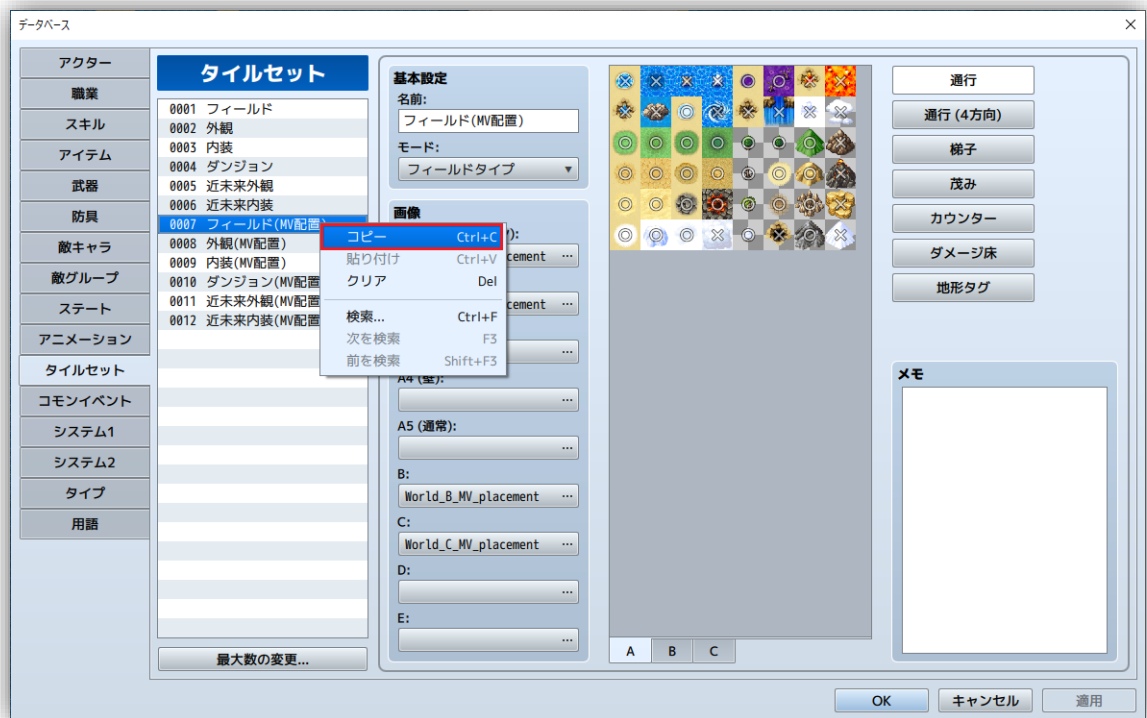 データベース
アクター
職業
スキル
アイテム
武器
防具
敵キャラ
敵グループ
ステート
アニメーション
タイルセット
コモンイベント
システム1
システム2
タイプ
用語
タイルセット
0001 フィールド
0002 外観
0003 内装
0004 ダンジョン
0005 近未来外観
0006 近未来内装
0007 フィールド(MV配置)
0008 外観(MV配置)
0009 内装(MV配置)
0010 ダンジョン(MV配置
0011 近未来外観(MV配置
0012 近未来内装(MV配置
最大数の変更...
コピー Ctrl+C
貼り付け Ctrl+V
クリア Del
検索... Ctrl+F
次を検索 F3
前を検索 Shift+F3
基本設定
名前:
フィールド(MV配置)
モード:
フィールドタイプ
画像
):
cement ...
cement ...
...
A4 (壁):
...
A5 (通常):
...
B:
World_B_MV_placement ...
C:
World_C_MV_placement ...
D:
...
E:
...
A B C
通行
通行 (4方向)
梯子
茂み
カウンター
ダメージ床
地形タグ
メモ
OK キャンセル 適用